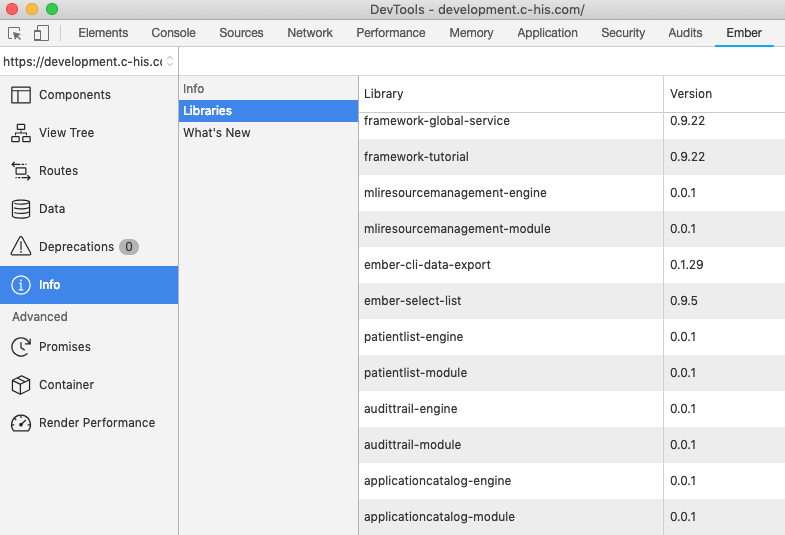 DevTools - development.c-his.com/
Elements Console Sources Network Performance Memory Application Security Audits Ember
https://development.c-his.co
Components
View Tree
Routes
Data
Deprecations 0
Info
Advanced
Promises
Container
Render Performance
Info
Libraries
What's New
Library Version
framework-global-service 0.9.22
framework-tutorial 0.9.22
mliresourcemanagement-engine 0.0.1
mliresourcemanagement-module 0.0.1
ember-cli-data-export 0.1.29
ember-select-list 0.9.5
patientlist-engine 0.0.1
patientlist-module 0.0.1
audittrail-engine 0.0.1
audittrail-module 0.0.1
applicationcatalog-engine 0.0.1
applicationcatalog-module 0.0.1